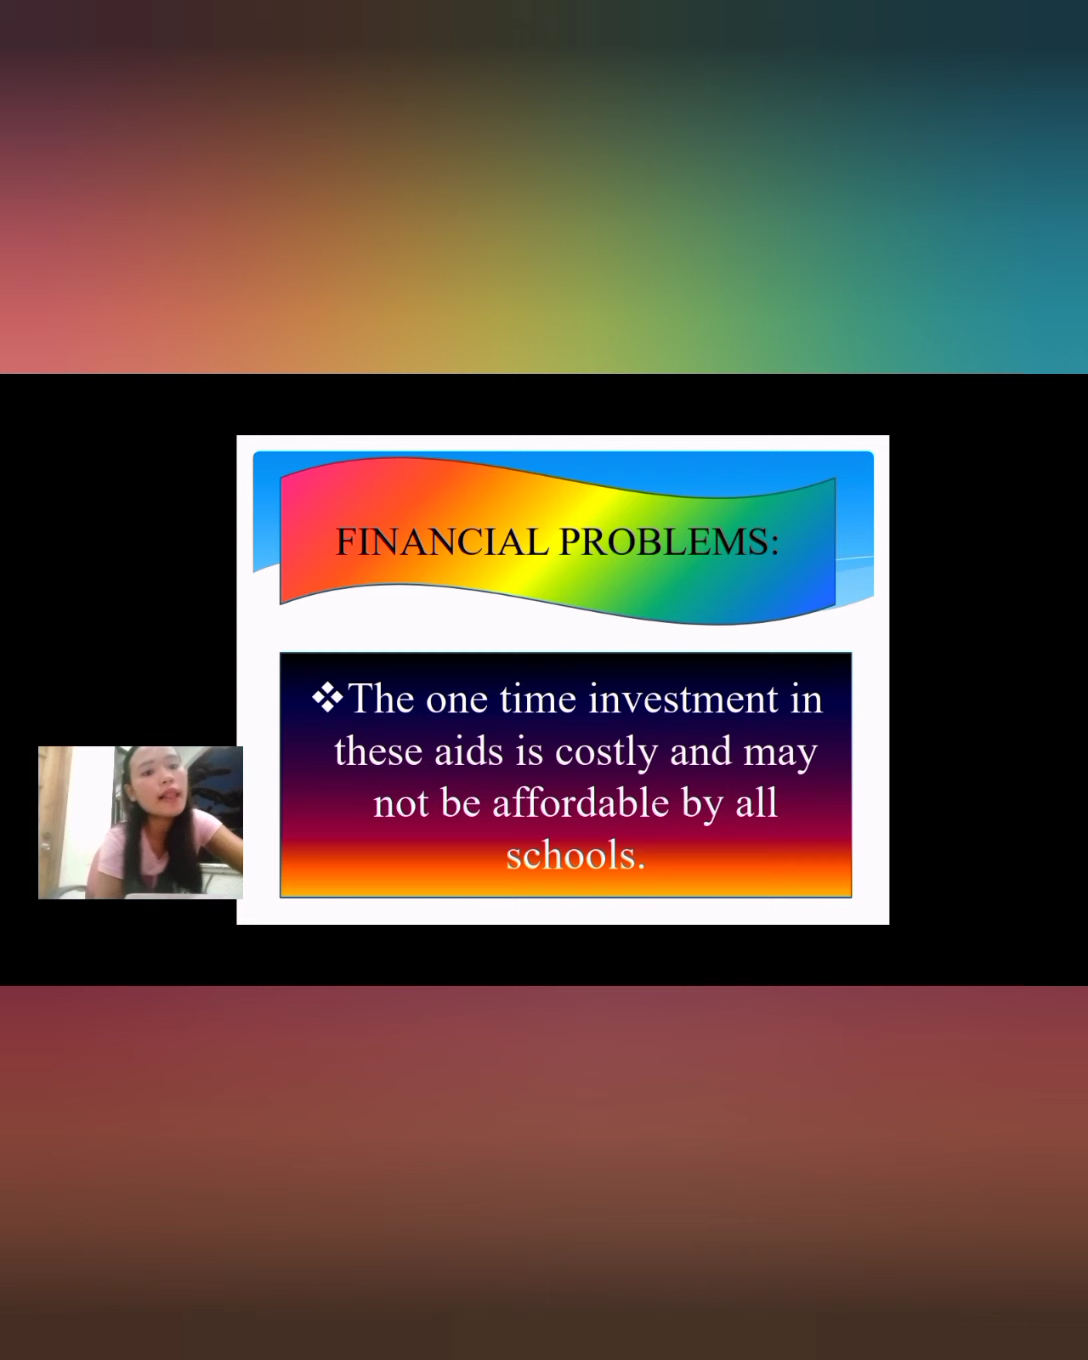 FINANCIAL PROBLEMS:
❖The one time investment in
these aids is costly and may
not be affordable by all
schools.